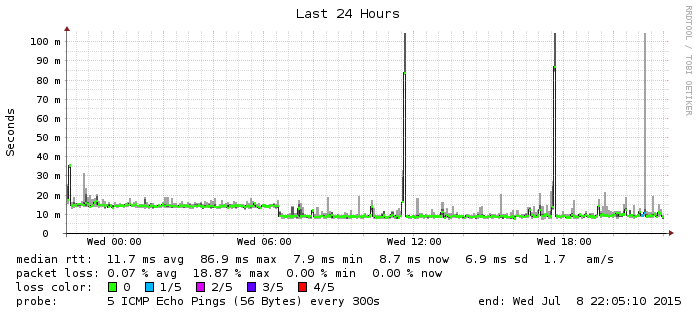 Last 24 Hours
RRDTOOL / TOBI OETIKER
Seconds
100 m
90 m
80 m
70 m
60 m
50 m
40 m
30 m
20 m
10 m
0
Wed 00:00 Wed 06:00 Wed 12:00 Wed 18:00
median rtt: 11.7 ms avg 86.9 ms max 7.9 ms min 8.7 ms now 6.9 ms sd 1.7 am/s
packet loss: 0.07 % avg 18.87 % max 0.00 % min 0.00 % now
loss color: 0 1/5 2/5 3/5 4/5
probe: 5 ICMP Echo Pings (56 Bytes) every 300s end: Wed Jul 8 22:05:10 2015